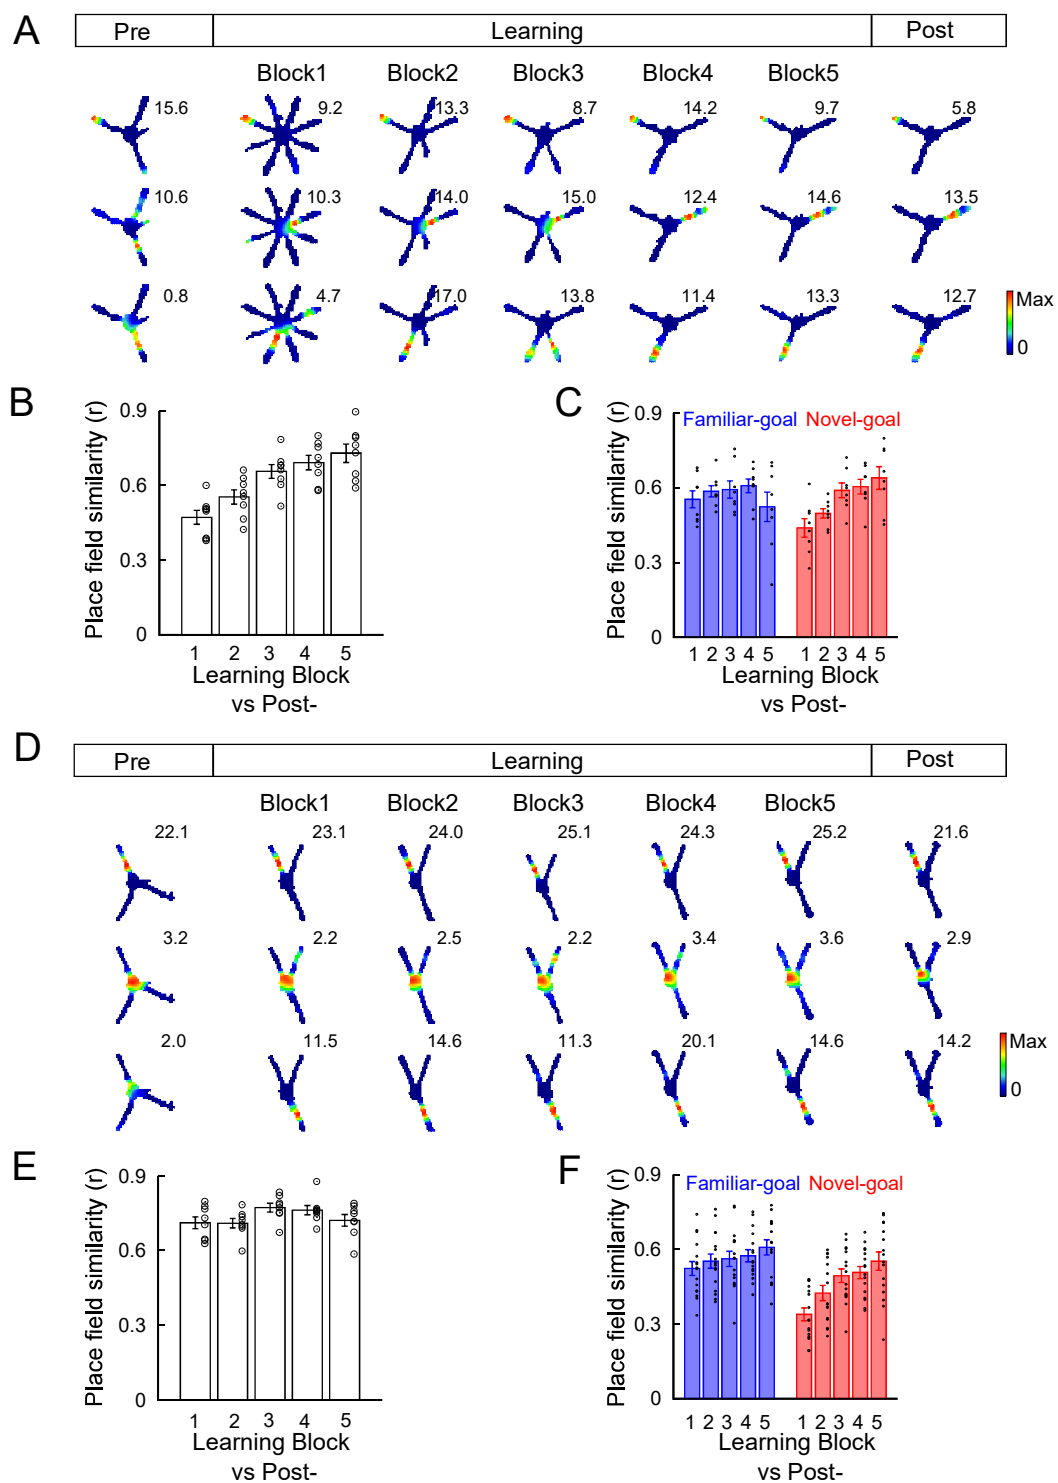 A
Pre Learning Post
Block1 Block2 Block3 Block4 Block5
15.6 9.2 13.3 8.7 14.2 9.7 5.8
10.6 10.3 14.0 15.0 12.4 14.6 13.5
0.8 4.7 17.0 13.8 11.4 13.3 12.7
Max
0
B
Place field similarity (r)
0.9
0.6
0.3
0
1 2 3 4 5
Learning Block
vs Post-
C
Place field similarity (r)
0.9
0.6
0.3
0
Familiar-goal Novel-goal
1 2 3 4 5 1 2 3 4 5
Learning Block
vs Post-
D
Pre Learning Post
Block1 Block2 Block3 Block4 Block5
22.1 23.1 24.0 25.1 24.3 25.2 21.6
3.2 2.2 2.5 2.2 3.4 3.6 2.9
2.0 11.5 14.6 11.3 20.1 14.6 14.2
Max
0
E
Place field similarity (r)
0.9
0.6
0.3
0
1 2 3 4 5
Learning Block
vs Post-
F
Place field similarity (r)
0.9
0.6
0.3
0
Familiar-goal Novel-goal
1 2 3 4 5 1 2 3 4 5
Learning Block
vs Post-